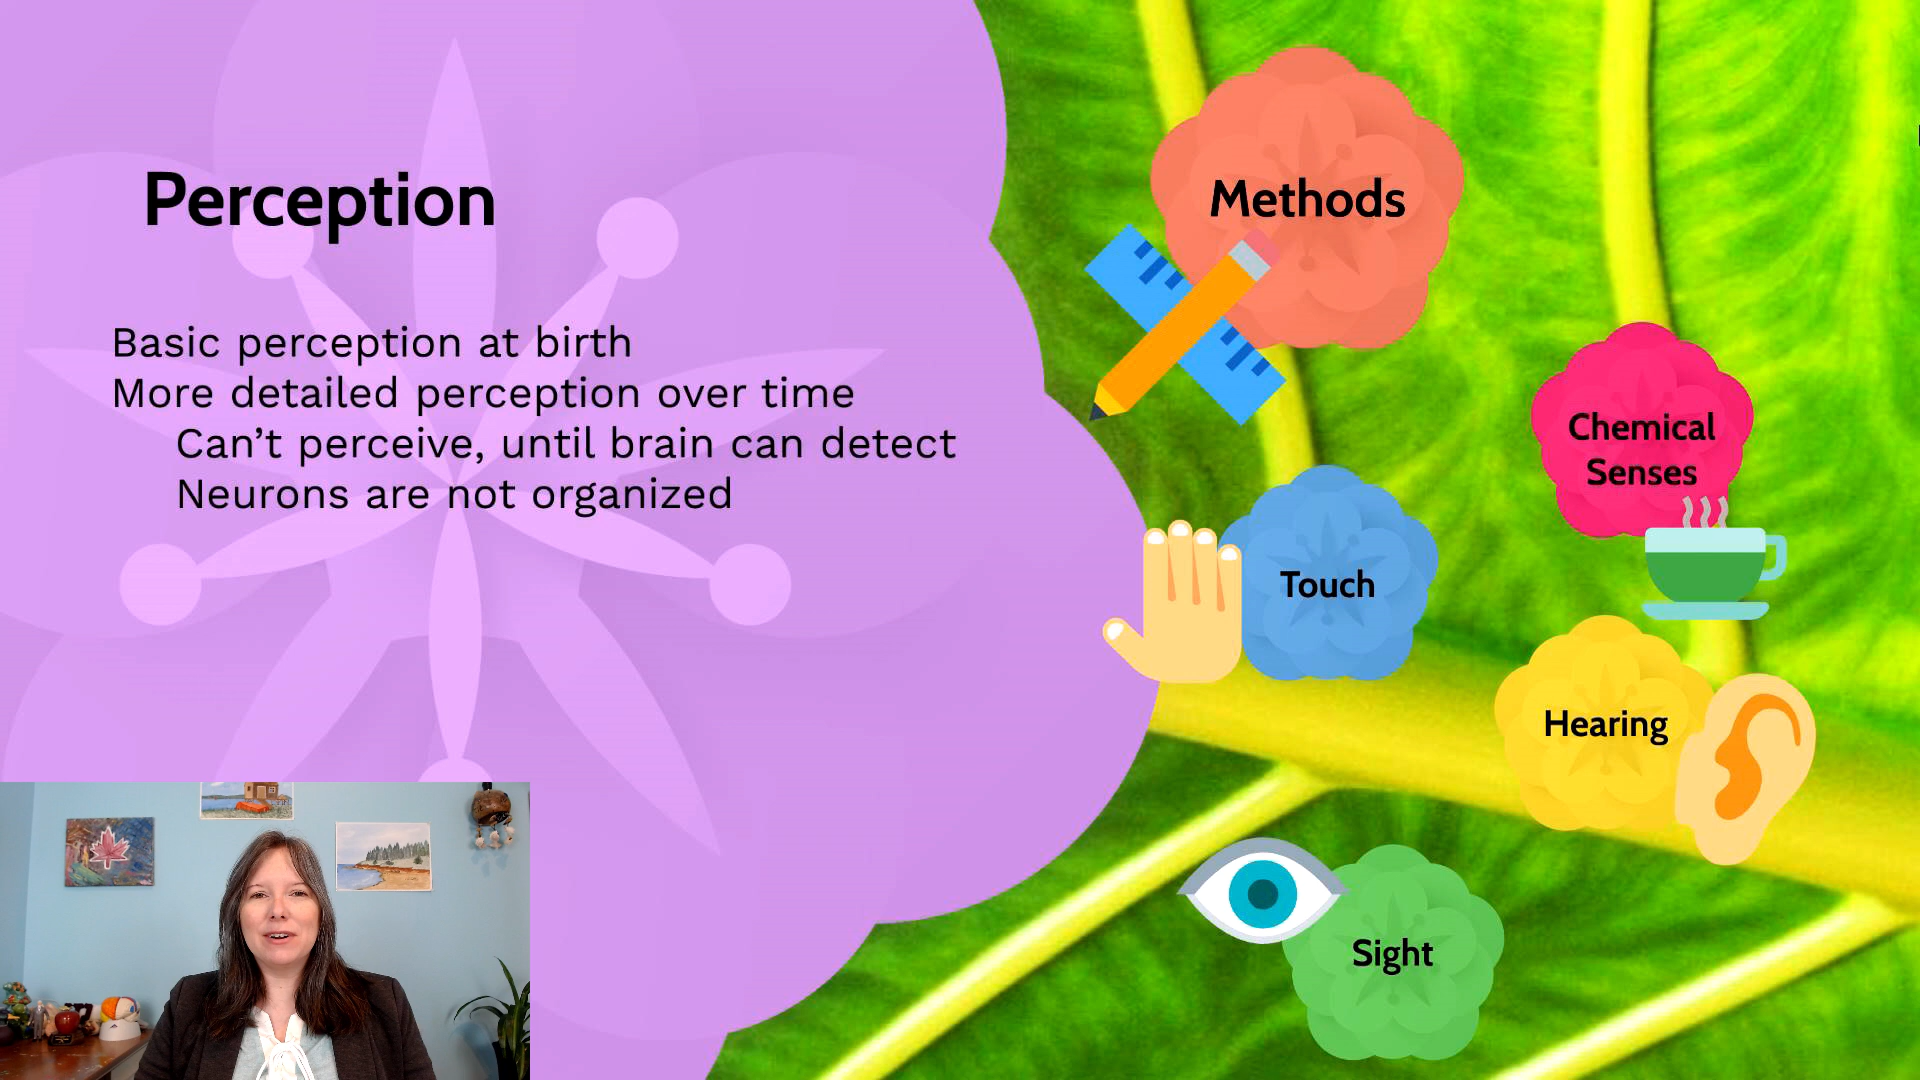 Perception
Basic perception at birth
More detailed perception over time
Can’t perceive, until brain can detect
Neurons are not organized
Methods
Chemical
Senses
Touch
Hearing
Sight